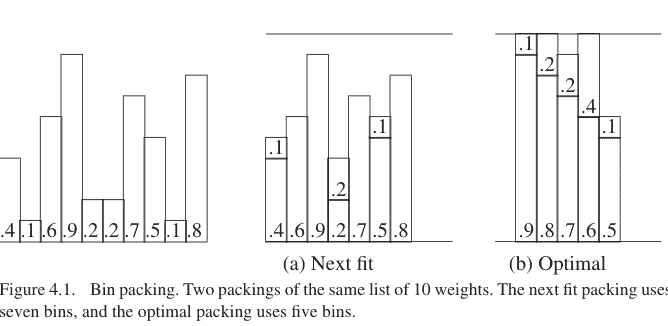 .1
.2
.2
.4
.1
.1
.1
.2
.4 .1 .6 .9 .2 .2 .7 .5 .1 .8
.4 .6 .9 .2 .7 .5 .8
.9 .8 .7 .6 .5
(a) Next fit
(b) Optimal
Figure 4.1. Bin packing. Two packings of the same list of 10 weights. The next fit packing uses
seven bins, and the optimal packing uses five bins.